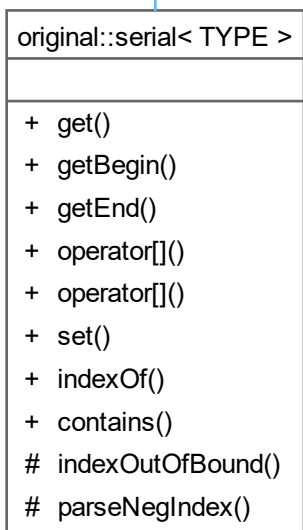 original::serial< TYPE >
+ get()
+ getBegin()
+ getEnd()
+ operator[]()
+ operator[]()
+ set()
+ indexOf()
+ contains()
# indexOutOfBound()
# parseNegIndex()